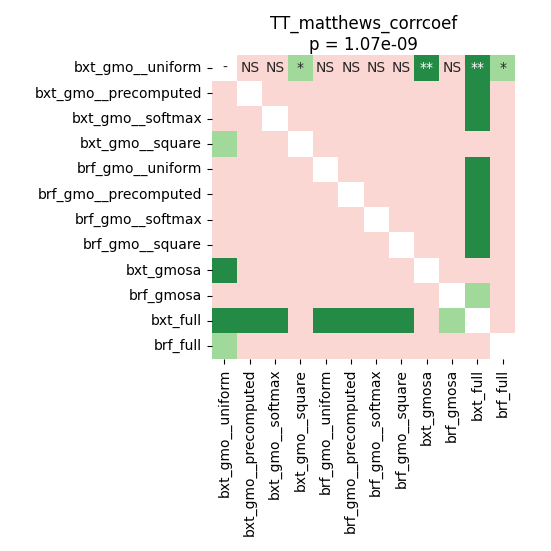 TT_matthews_corrcoef
p = 1.07e-09
bxt_gmo__uniform - NS NS * NS NS NS NS ** NS ** *
bxt_gmo__precomputed
bxt_gmo__softmax
bxt_gmo__square
brf_gmo__uniform
brf_gmo__precomputed
brf_gmo__softmax
brf_gmo__square
bxt_gmosa
brf_gmosa
bxt_full
brf_full
bxt_gmo__uniform
bxt_gmo__precomputed
bxt_gmo__softmax
bxt_gmo__square
brf_gmo__uniform
brf_gmo__precomputed
brf_gmo__softmax
brf_gmo__square
bxt_gmosa
brf_gmosa
bxt_full
brf_full